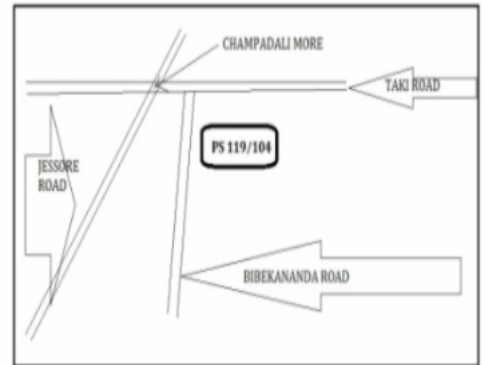 CHAMPADALI MORE
TAKI ROAD
PS 119/104
JESSORE
ROAD
BIBEKANANDA ROAD